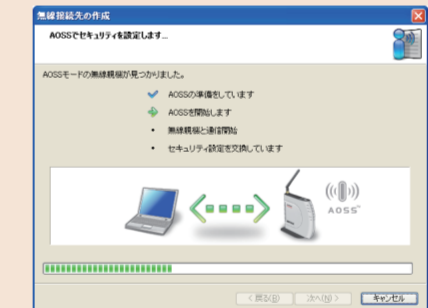 無線接続先の作成
AOSSでセキュリティを設定します...
AOSSモードの無線親機が見つかりました。
AOSSの準備をしています
AOSSを開始します
無線親機と通信開始
セキュリティ設定を交換しています
AOSS™
< 戻る(B)
次へ(N) >
キャンセル